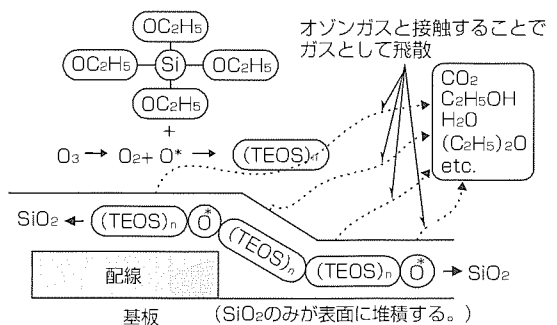 オゾンガスと接触することで
ガスとして飛散
OC2H5
OC2H5 Si OC2H5
OC2H5
+
O3 → O2+ O* → (TEOS)
CO2
C2H5OH
H2O
(C2H5)2O
etc.
SiO2 ← (TEOS)n O* (TEOS)n (TEOS)n O* → SiO2
配線
基板 (SiO2のみが表面に堆積する。)